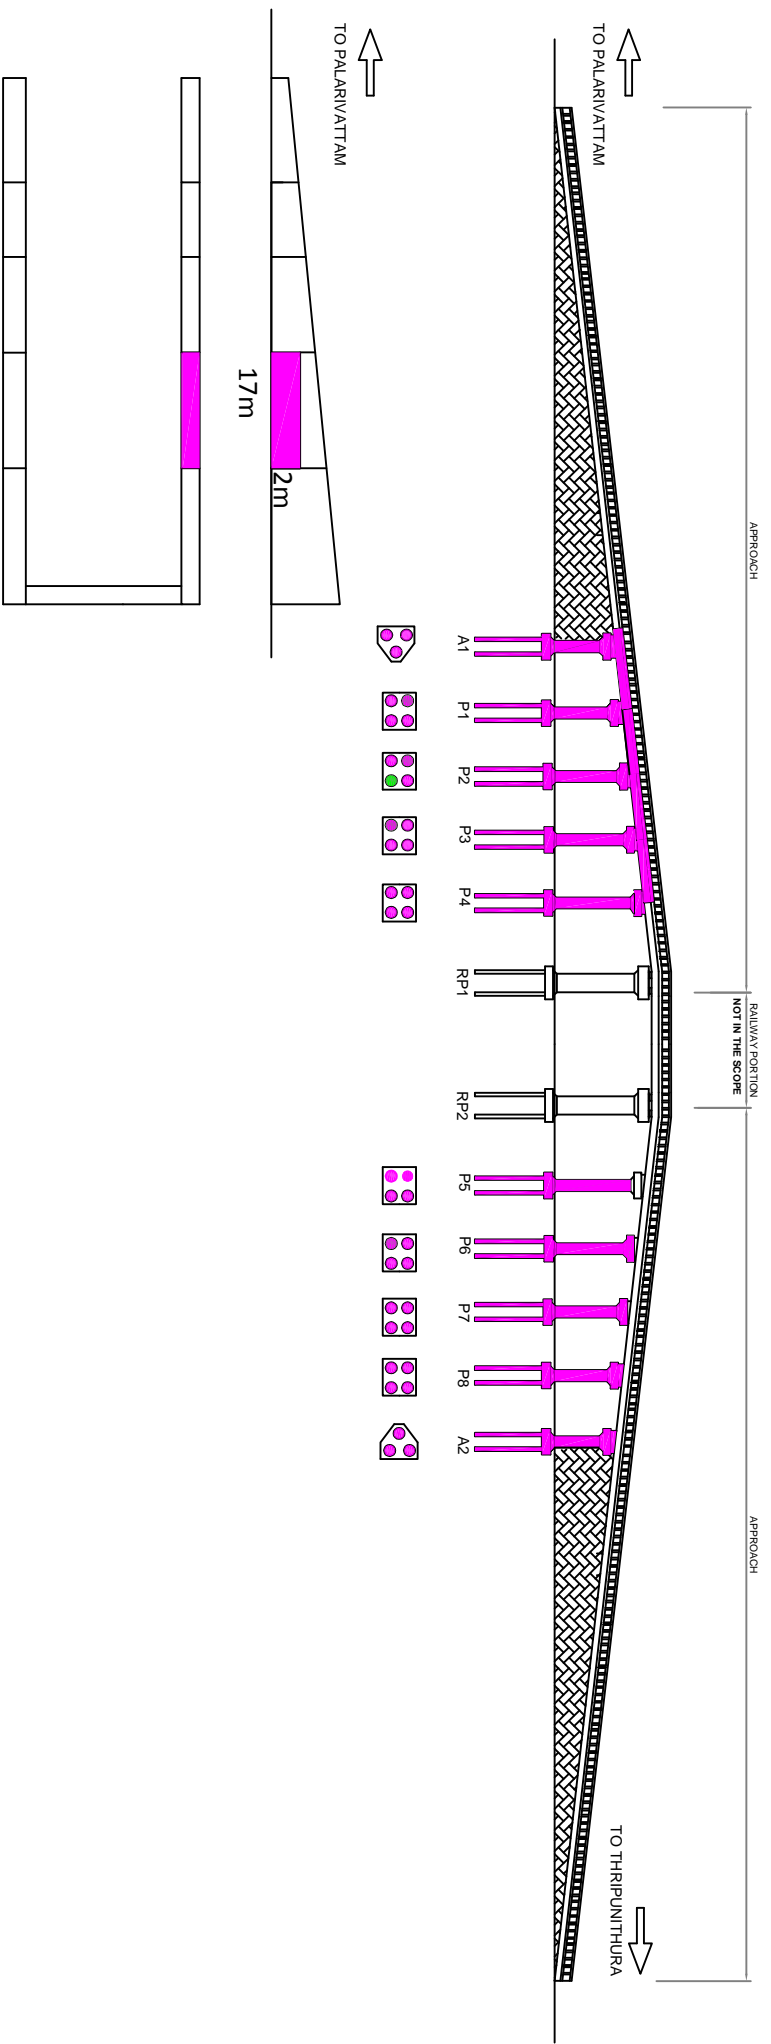 APPROACH
RAILWAY PORTION
NOT IN THE SCOPE
APPROACH
TO PALARIVATTAM
TO THRIPUNITHURA
A1
P1
P2
P3
P4
RP1
RP2
P5
P6
P7
P8
A2
TO PALARIVATTAM
2m
17m